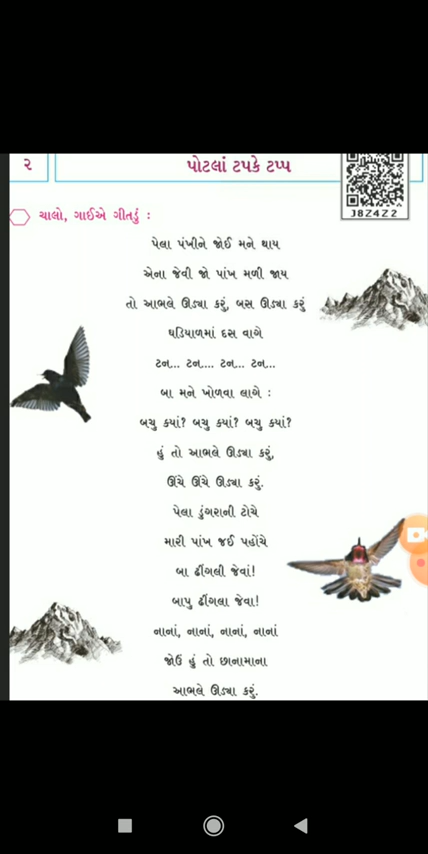 ૨
પોટલાં ટપકે ટપ્પ
J8Z4Z2
ચાલો, ગાઈએ ગીતડું :
પેલા પંખીને જોઈ મને થાય
એના જેવી જો પાંખ મળી જાય
તો આભલે ઊડ્યા કરું, બસ ઊડ્યા કરું
ઘડિયાળમાં દસ વાગે
ટન... ટન.... ટન... ટન...
બા મને ખોળવા લાગે :
બચુ ક્યાં? બચુ ક્યાં? બચુ ક્યાં?
હું તો આભલે ઊડ્યા કરું,
ઊંચે ઊંચે ઊડ્યા કરું.
પેલા ડુંગરાની ટોચે
મારી પાંખ જઈ પહોંચે
બા ઢીંગલી જેવાં!
બાપુ ઢીંગલા જેવા!
નાનાં, નાનાં, નાનાં, નાનાં
જોઉં હું તો છાનામાના
આભલે ઊડ્યા કરું.